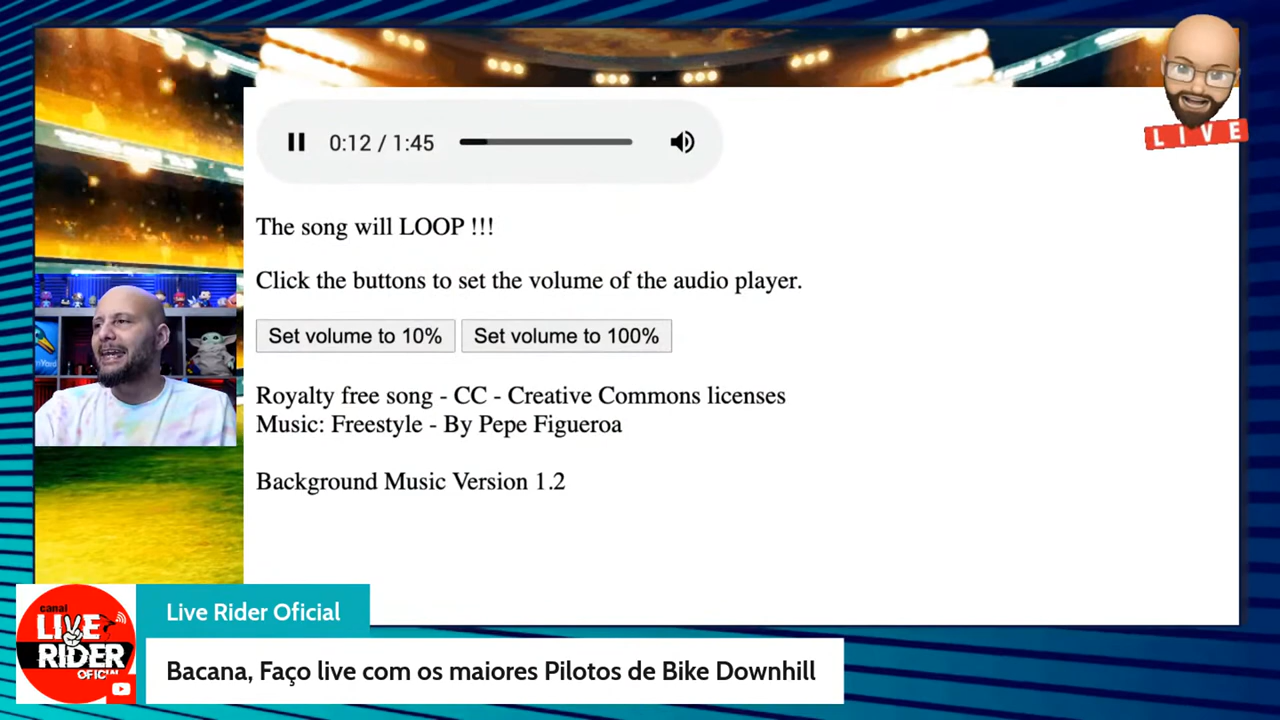 LIVE
0:12 / 1:45
The song will LOOP !!!
Click the buttons to set the volume of the audio player.
Set volume to 10% Set volume to 100%
Royalty free song - CC - Creative Commons licenses
Music: Freestyle - By Pepe Figueroa
Background Music Version 1.2
canal
LIVE
RIDER
OFICIAL
Live Rider Oficial
Bacana, Faço live com os maiores Pilotos de Bike Downhill